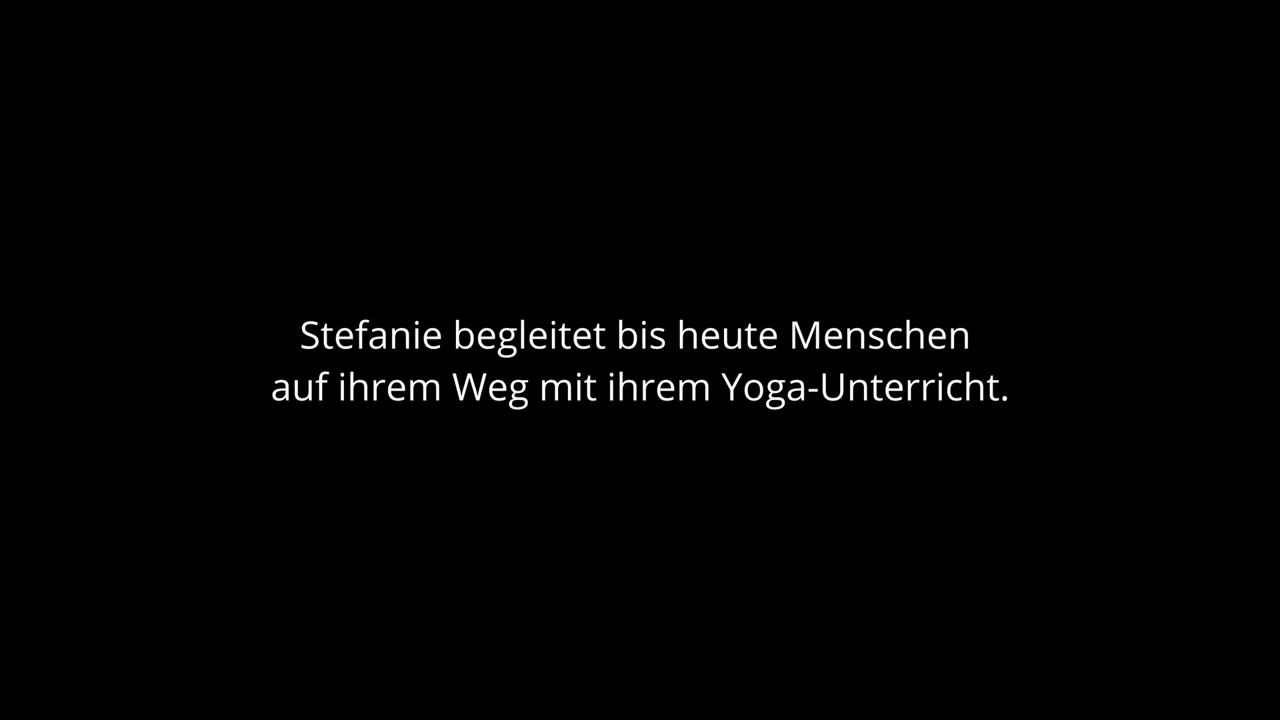 Stefanie begleitet bis heute Menschen
auf ihrem Weg mit ihrem Yoga-Unterricht.